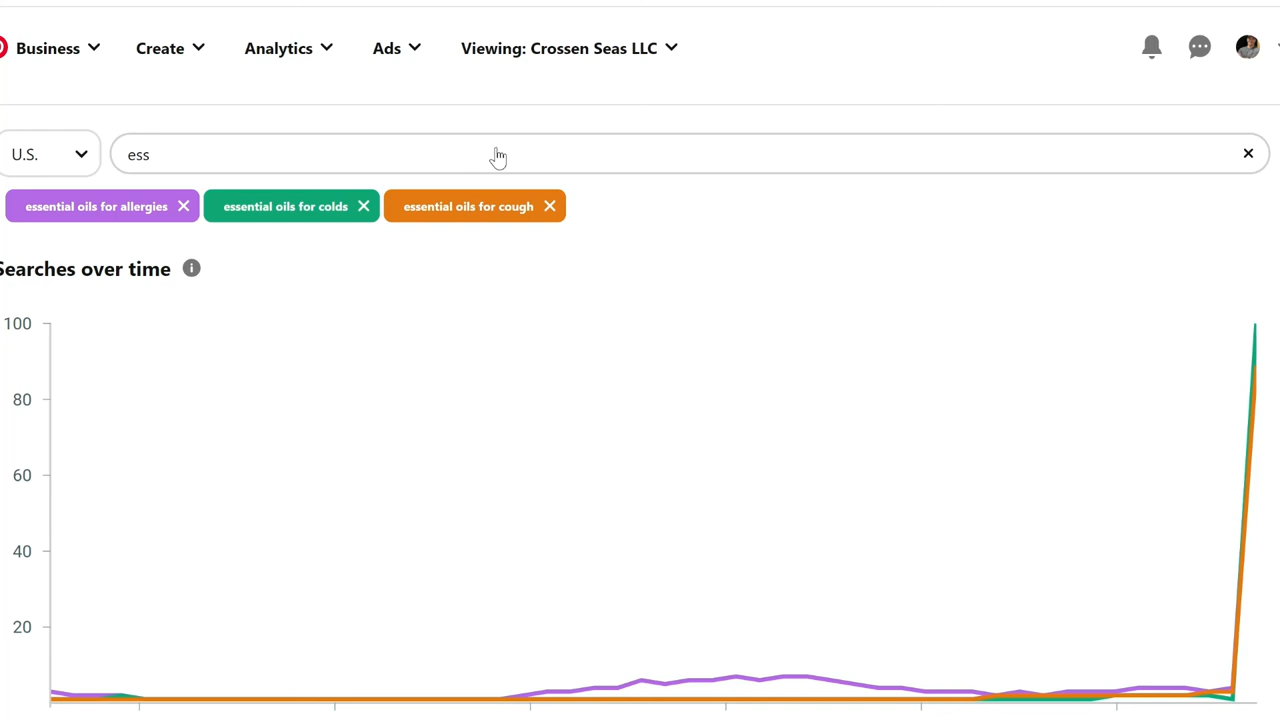 Business Create Analytics Ads Viewing: Crossen Seas LLC
U.S. ess
essential oils for allergies essential oils for colds essential oils for cough
Searches over time
100
80
60
40
20